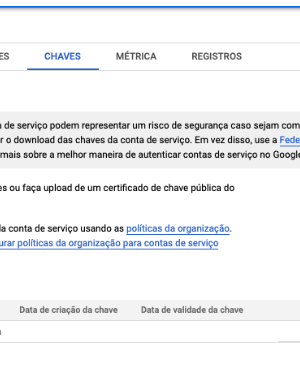 ES CHAVES MÉTRICA REGISTROS
de serviço podem representar um risco de segurança caso sejam com
r o download das chaves da conta de serviço. Em vez disso, use a Fede
mais sobre a melhor maneira de autenticar contas de serviço no Google
es ou faça upload de um certificado de chave pública do
da conta de serviço usando as políticas da organização.
urar políticas da organização para contas de serviço
Data de criação da chave Data de validade da chave